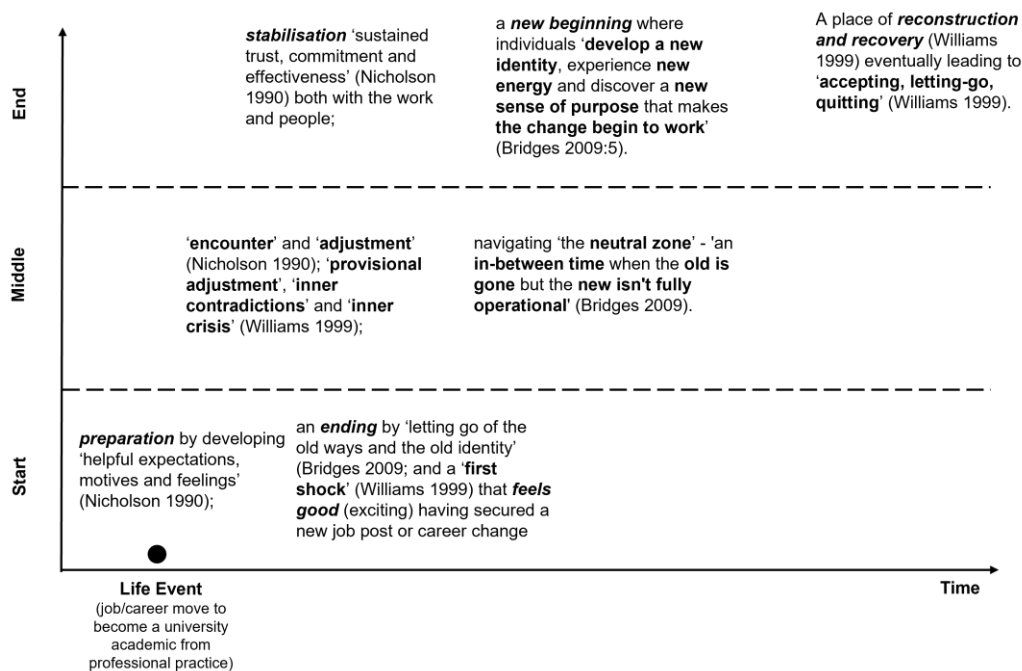 End
stabilisation ‘sustained
trust, commitment and
effectiveness’ (Nicholson
1990) both with the work
and people;
a new beginning where
individuals ‘develop a new
identity, experience new
energy and discover a new
sense of purpose that makes
the change begin to work’
(Bridges 2009:5).
A place of reconstruction
and recovery (Williams
1999) eventually leading to
‘accepting, letting-go,
quitting’ (Williams 1999).
Middle
‘encounter’ and ‘adjustment’
(Nicholson 1990); ‘provisional
adjustment’, ‘inner
contradictions’ and ‘inner
crisis’ (Williams 1999);
navigating ‘the neutral zone’ - 'an
in-between time when the old is
gone but the new isn't fully
operational' (Bridges 2009).
Start
preparation by developing
‘helpful expectations,
motives and feelings’
(Nicholson 1990);
an ending by ‘letting go of the
old ways and the old identity’
(Bridges 2009; and a ‘first
shock’ (Williams 1999) that feels
good (exciting) having secured a
new job post or career change
Life Event
(job/career move to
become a university
academic from
professional practice)
Time